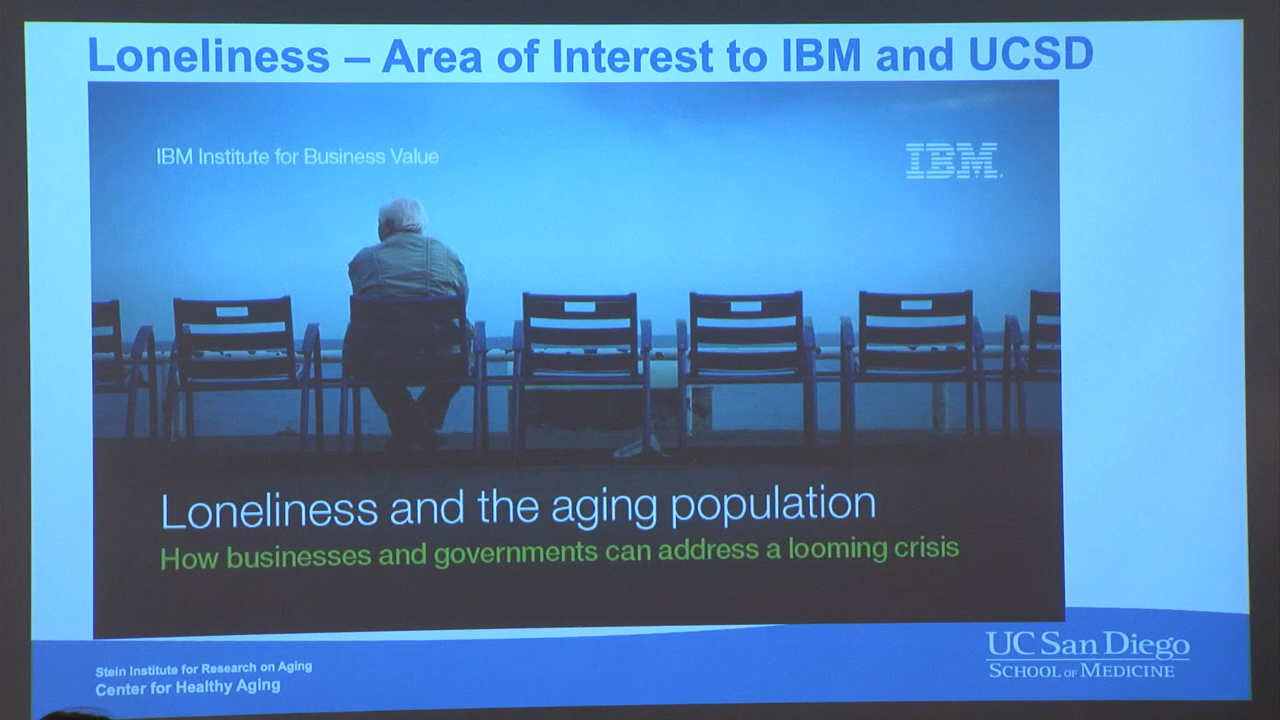 Loneliness – Area of Interest to IBM and UCSD
IBM Institute for Business Value
IBM.
Loneliness and the aging population
How businesses and governments can address a looming crisis
Stein Institute for Research on Aging
Center for Healthy Aging
UC San Diego
SCHOOL OF MEDICINE